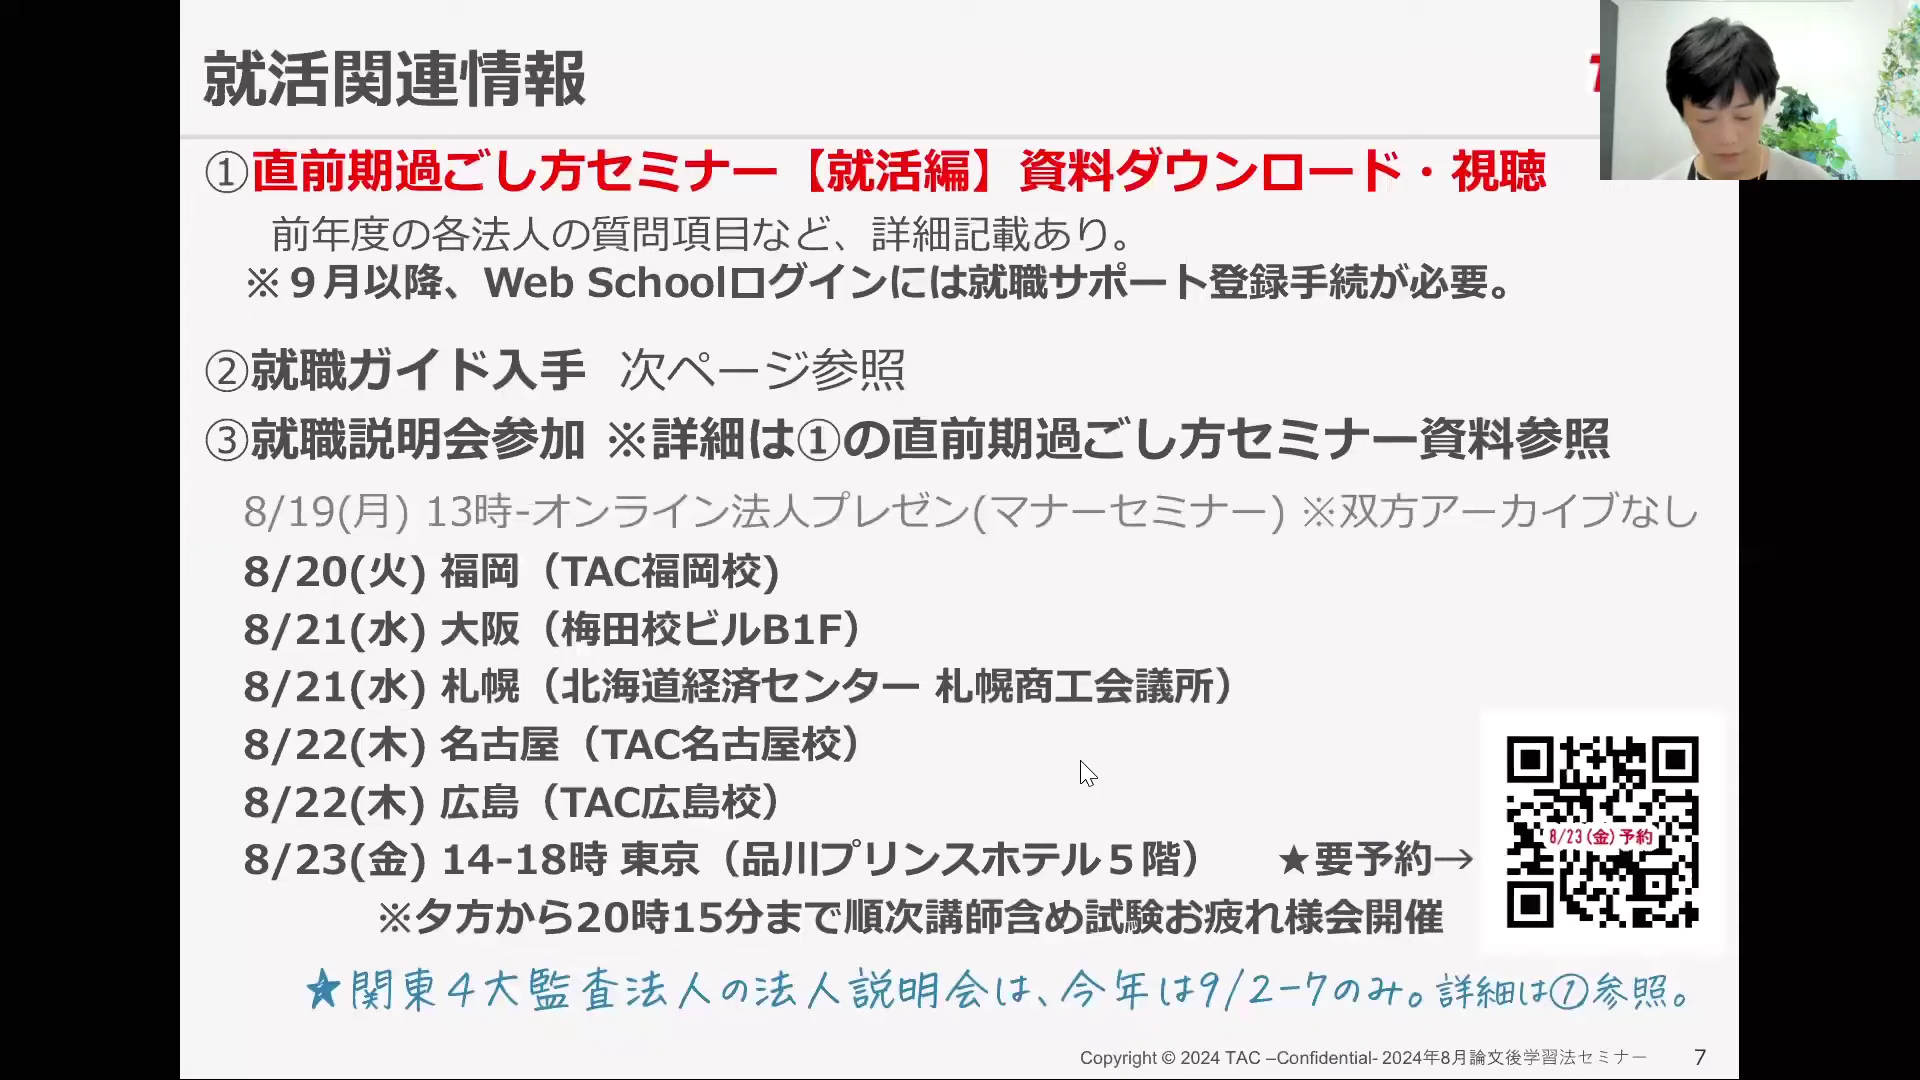 就活関連情報
①直前期過ごし方セミナー【就活編】資料ダウンロード・視聴
前年度の各法人の質問項目など、詳細記載あり。
※９月以降、Web Schoolログインには就職サポート登録手続が必要。
②就職ガイド入手 次ページ参照
③就職説明会参加 ※詳細は①の直前期過ごし方セミナー資料参照
8/19(月) 13時-オンライン法人プレゼン(マナーセミナー) ※双方アーカイブなし
8/20(火) 福岡（TAC福岡校)
8/21(水) 大阪（梅田校ビルB1F）
8/21(水) 札幌（北海道経済センター 札幌商工会議所）
8/22(木) 名古屋（TAC名古屋校）
8/22(木) 広島（TAC広島校）
8/23(金) 14-18時 東京（品川プリンスホテル５階） ★要予約→
8/23(金)予約
※夕方から20時15分まで順次講師含め試験お疲れ様会開催
★関東4大監査法人の法人説明会は、今年は9/2-7のみ。詳細は①参照。
Copyright © 2024 TAC –Confidential- 2024年8月論文後学習法セミナー 7